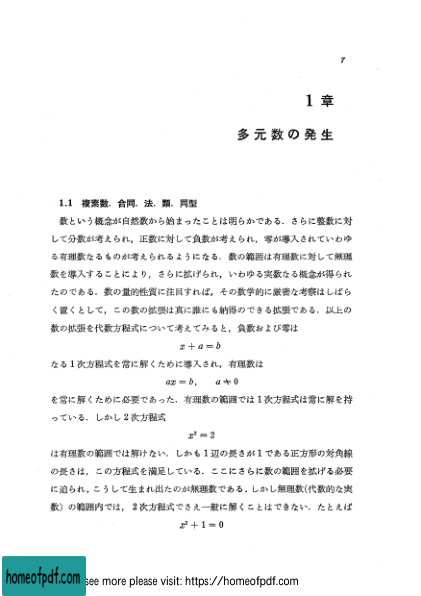 7
1 章
多元数の発生
1.1 複素数．合同．法．類．同型
数という概念が自然数から始まったことは明らかである．さらに整数に対
して分数が考えられ，正数に対して負数が考えられ，零が導入されていわゆ
る有理数なるものが考えられるようになる．数の範囲は有理数に対して無理
数を導入することにより，さらに拡げられ，いわゆる実数なる概念が得られ
たのである．数の量的性質に注目すれば，その数学的に厳密な考察はしばら
く置くとして，この数の拡張は真に誰にも納得のできる拡張である．以上の
数の拡張を代数方程式について考えてみると，負数および零は
x + a = b
なる1次方程式を常に解くために導入され，有理数は
ax = b, a ≠ 0
を常に解くために必要であった．有理数の範囲では1次方程式は常に解を持
っている．しかし2次方程式
x² = 2
は有理数の範囲では解けない．しかも1辺の長さが1である正方形の対角線
の長さは，この方程式を満足している．ここにさらに数の範囲を拡げる必要
に迫られ，こうして生まれ出たのが無理数である．しかし無理数(代数的な実
数) の範囲内では，2次方程式でさえ一般に解くことはできない．たとえば
x² + 1 = 0
homeofpdf.com
see more please visit: https://homeofpdf.com